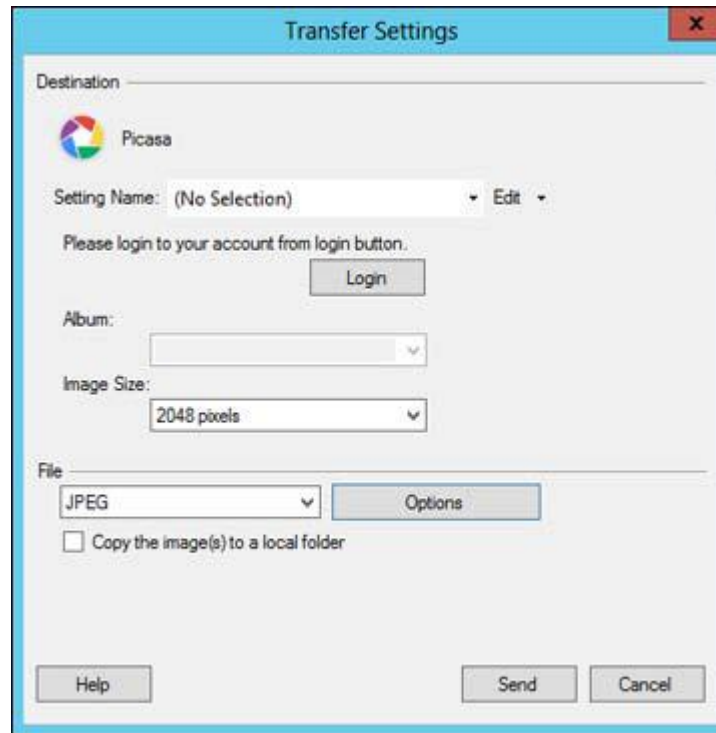 Transfer Settings
x
Destination
Picasa
Setting Name: (No Selection) Edit
Please login to your account from login button.
Login
Album:
Image Size:
2048 pixels
File
JPEG Options
Copy the image(s) to a local folder
Help Send Cancel